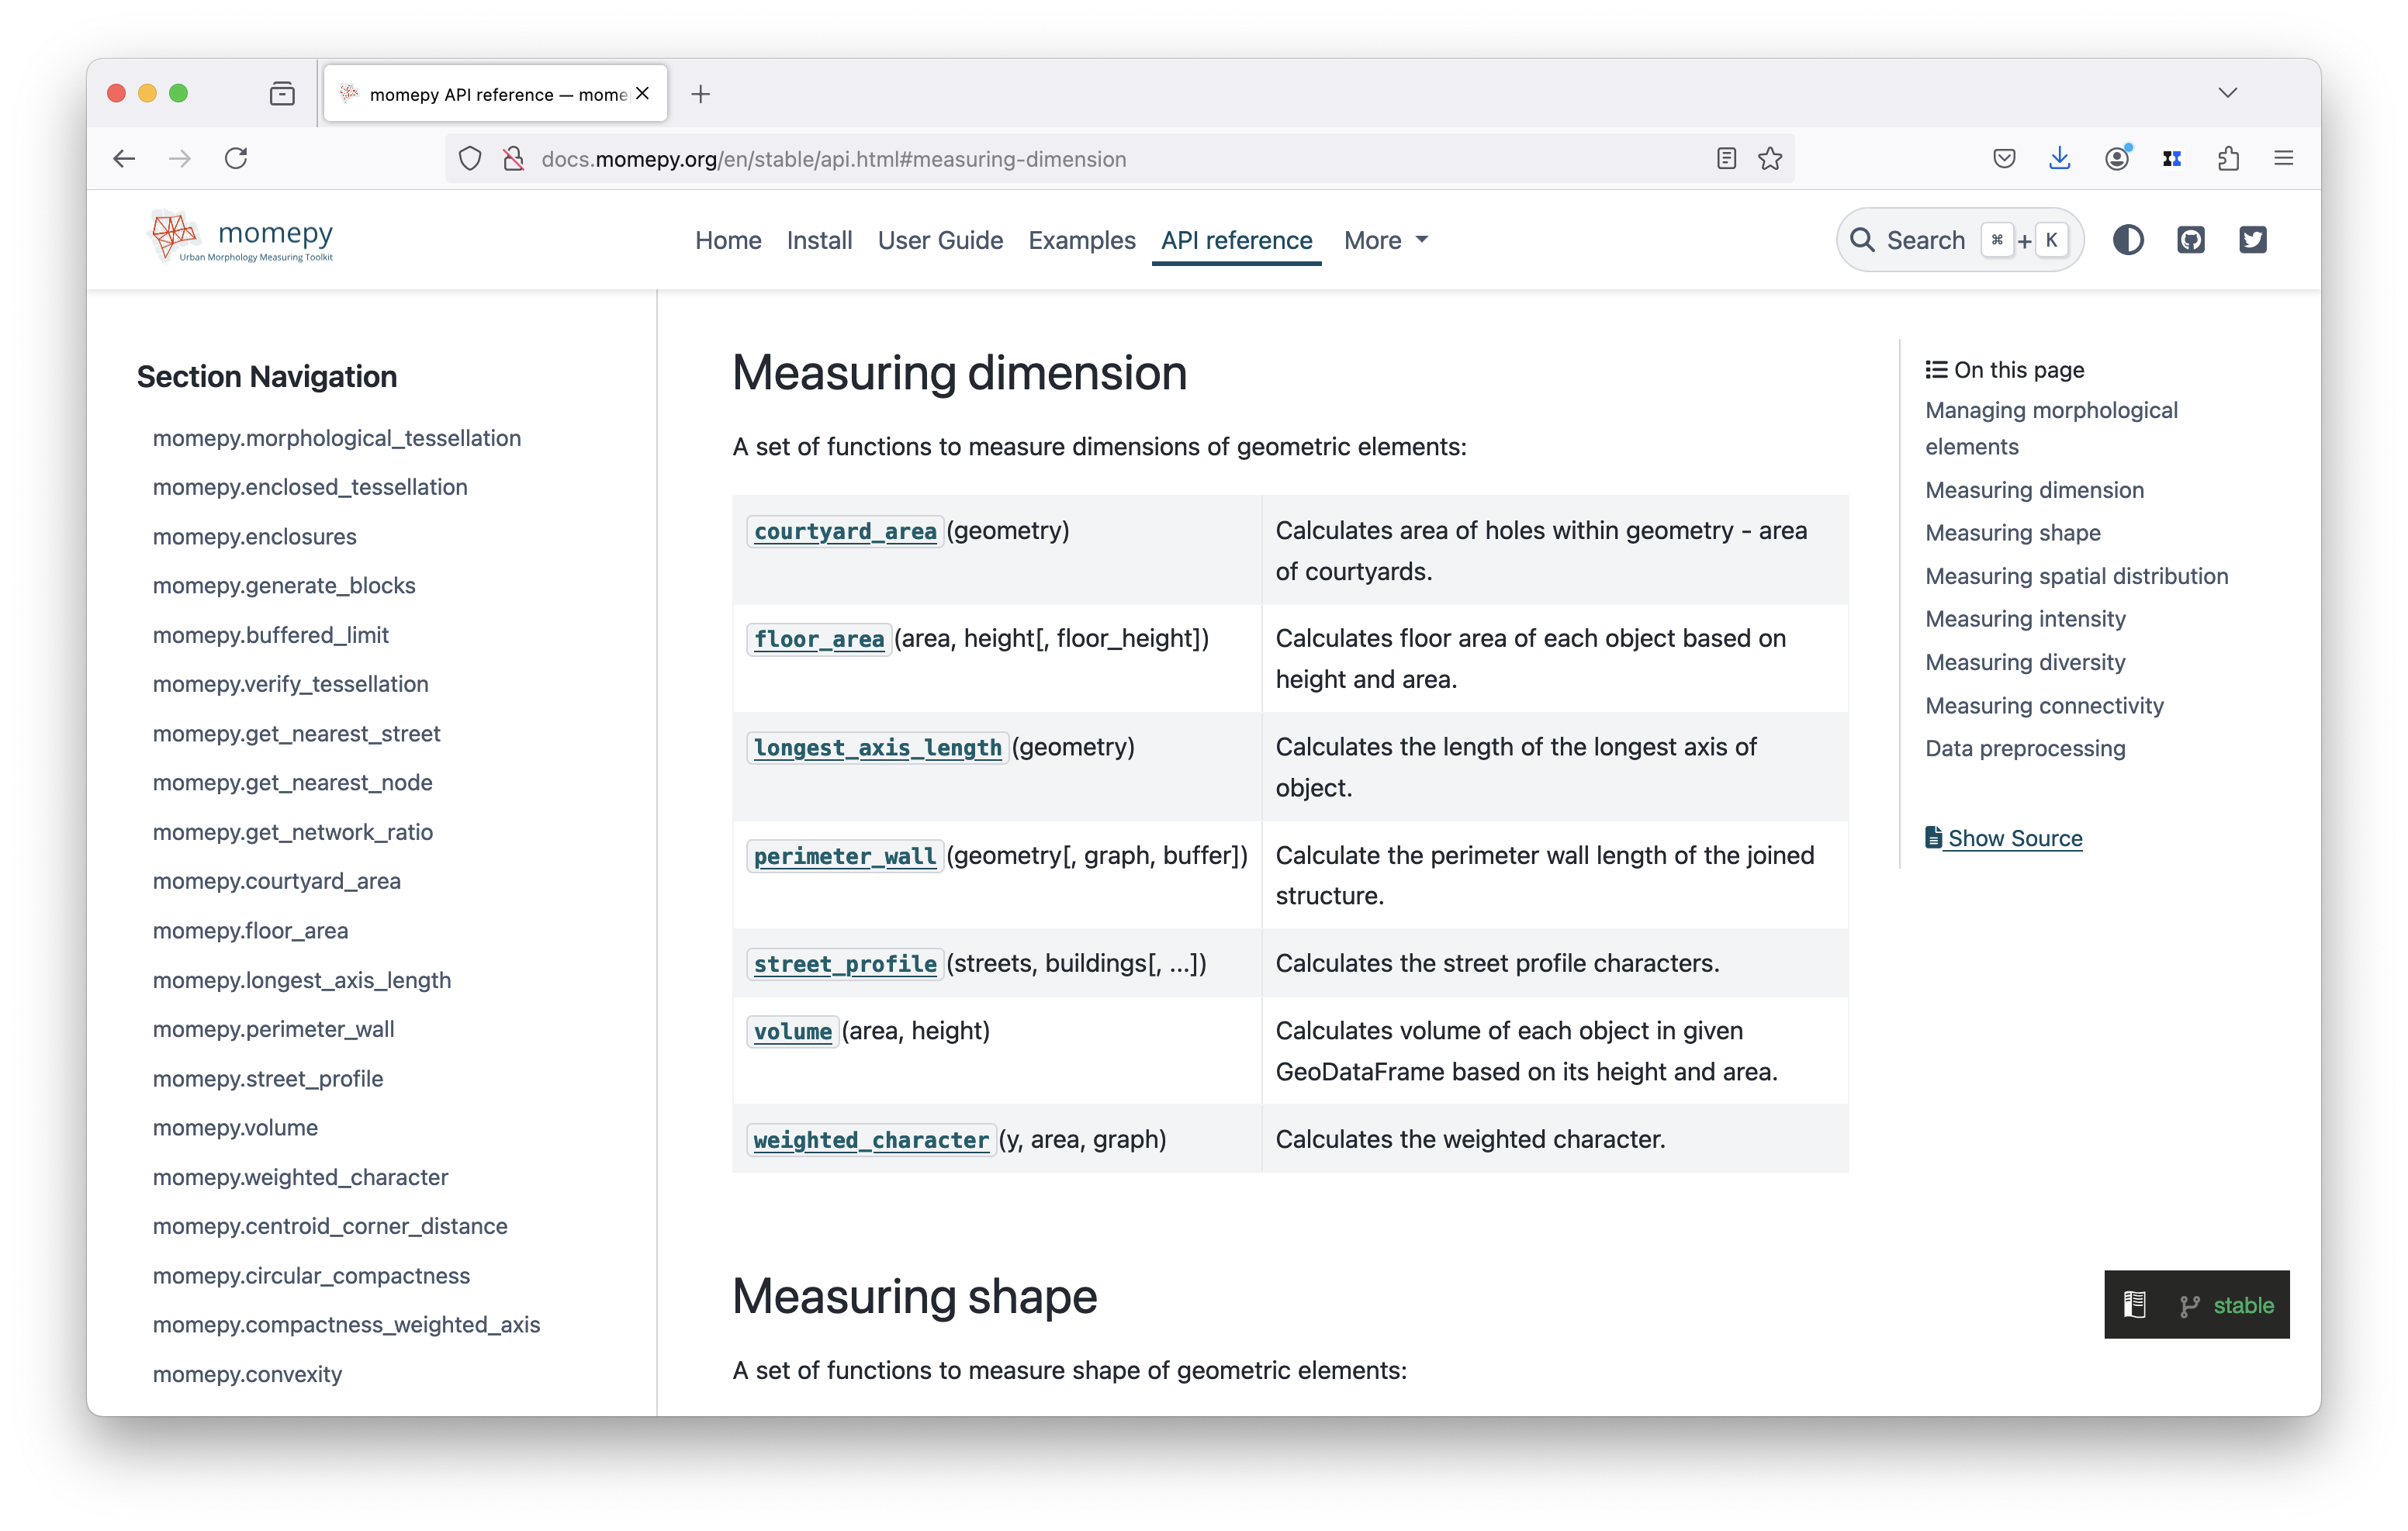 momepy API reference — mome
docs.momepy.org/en/stable/api.html#measuring-dimension
momepy
Urban Morphology Measuring Toolkit
Home
Install
User Guide
Examples
API reference
More
Search ⌘ + K
Section Navigation
momepy.morphological_tessellation
momepy.enclosed_tessellation
momepy.enclosures
momepy.generate_blocks
momepy.buffered_limit
momepy.verify_tessellation
momepy.get_nearest_street
momepy.get_nearest_node
momepy.get_network_ratio
momepy.courtyard_area
momepy.floor_area
momepy.longest_axis_length
momepy.perimeter_wall
momepy.street_profile
momepy.volume
momepy.weighted_character
momepy.centroid_corner_distance
momepy.circular_compactness
momepy.compactness_weighted_axis
momepy.convexity
Measuring dimension
A set of functions to measure dimensions of geometric elements:
courtyard_area(geometry)
Calculates area of holes within geometry - area
of courtyards.
floor_area(area, height[, floor_height])
Calculates floor area of each object based on
height and area.
longest_axis_length(geometry)
Calculates the length of the longest axis of
object.
perimeter_wall(geometry[, graph, buffer])
Calculate the perimeter wall length of the joined
structure.
street_profile(streets, buildings[, ...])
Calculates the street profile characters.
volume(area, height)
Calculates volume of each object in given
GeoDataFrame based on its height and area.
weighted_character(y, area, graph)
Calculates the weighted character.
Measuring shape
A set of functions to measure shape of geometric elements:
On this page
Managing morphological
elements
Measuring dimension
Measuring shape
Measuring spatial distribution
Measuring intensity
Measuring diversity
Measuring connectivity
Data preprocessing
Show Source
stable